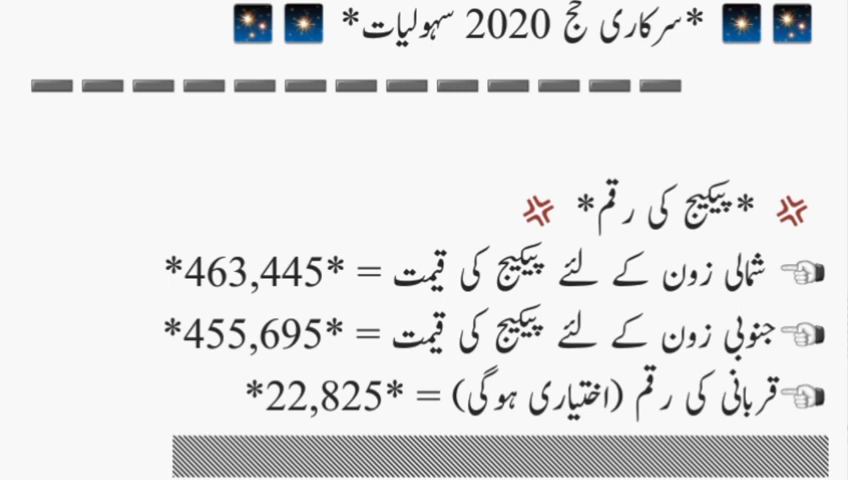 🎇🎆 *سرکاری حج 2020 سہولیات* 🎆🎇
➖➖➖➖➖➖➖➖➖➖➖➖➖
💢 *پیکیج کی رقم* 💢
👈 شمالی زون کے لئے پیکیج کی قیمت = *463,445*
👈جنوبی زون کے لئے پیکیج کی قیمت = *455,695*
👈قربانی کی رقم (اختیاری ہوگی) = *22,825*